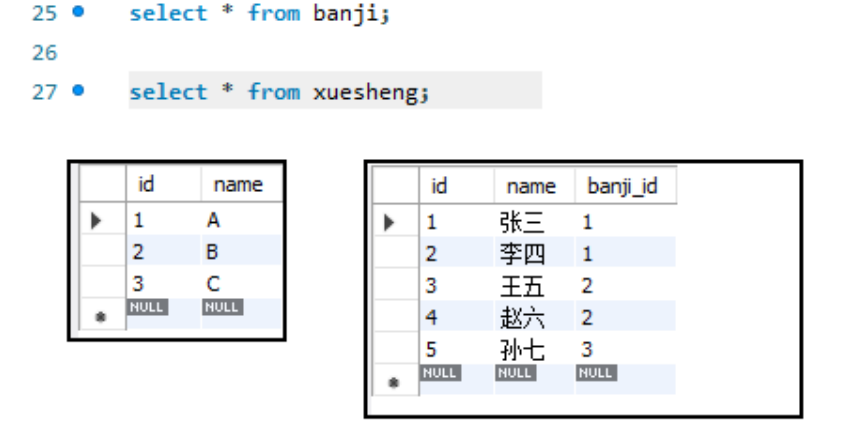 25 select * from banji;
26
27 select * from xuesheng;
id name
1 A
2 B
3 C
NULL NULL
id name banji_id
1 张三 1
2 李四 1
3 王五 2
4 赵六 2
5 孙七 3
NULL NULL NULL